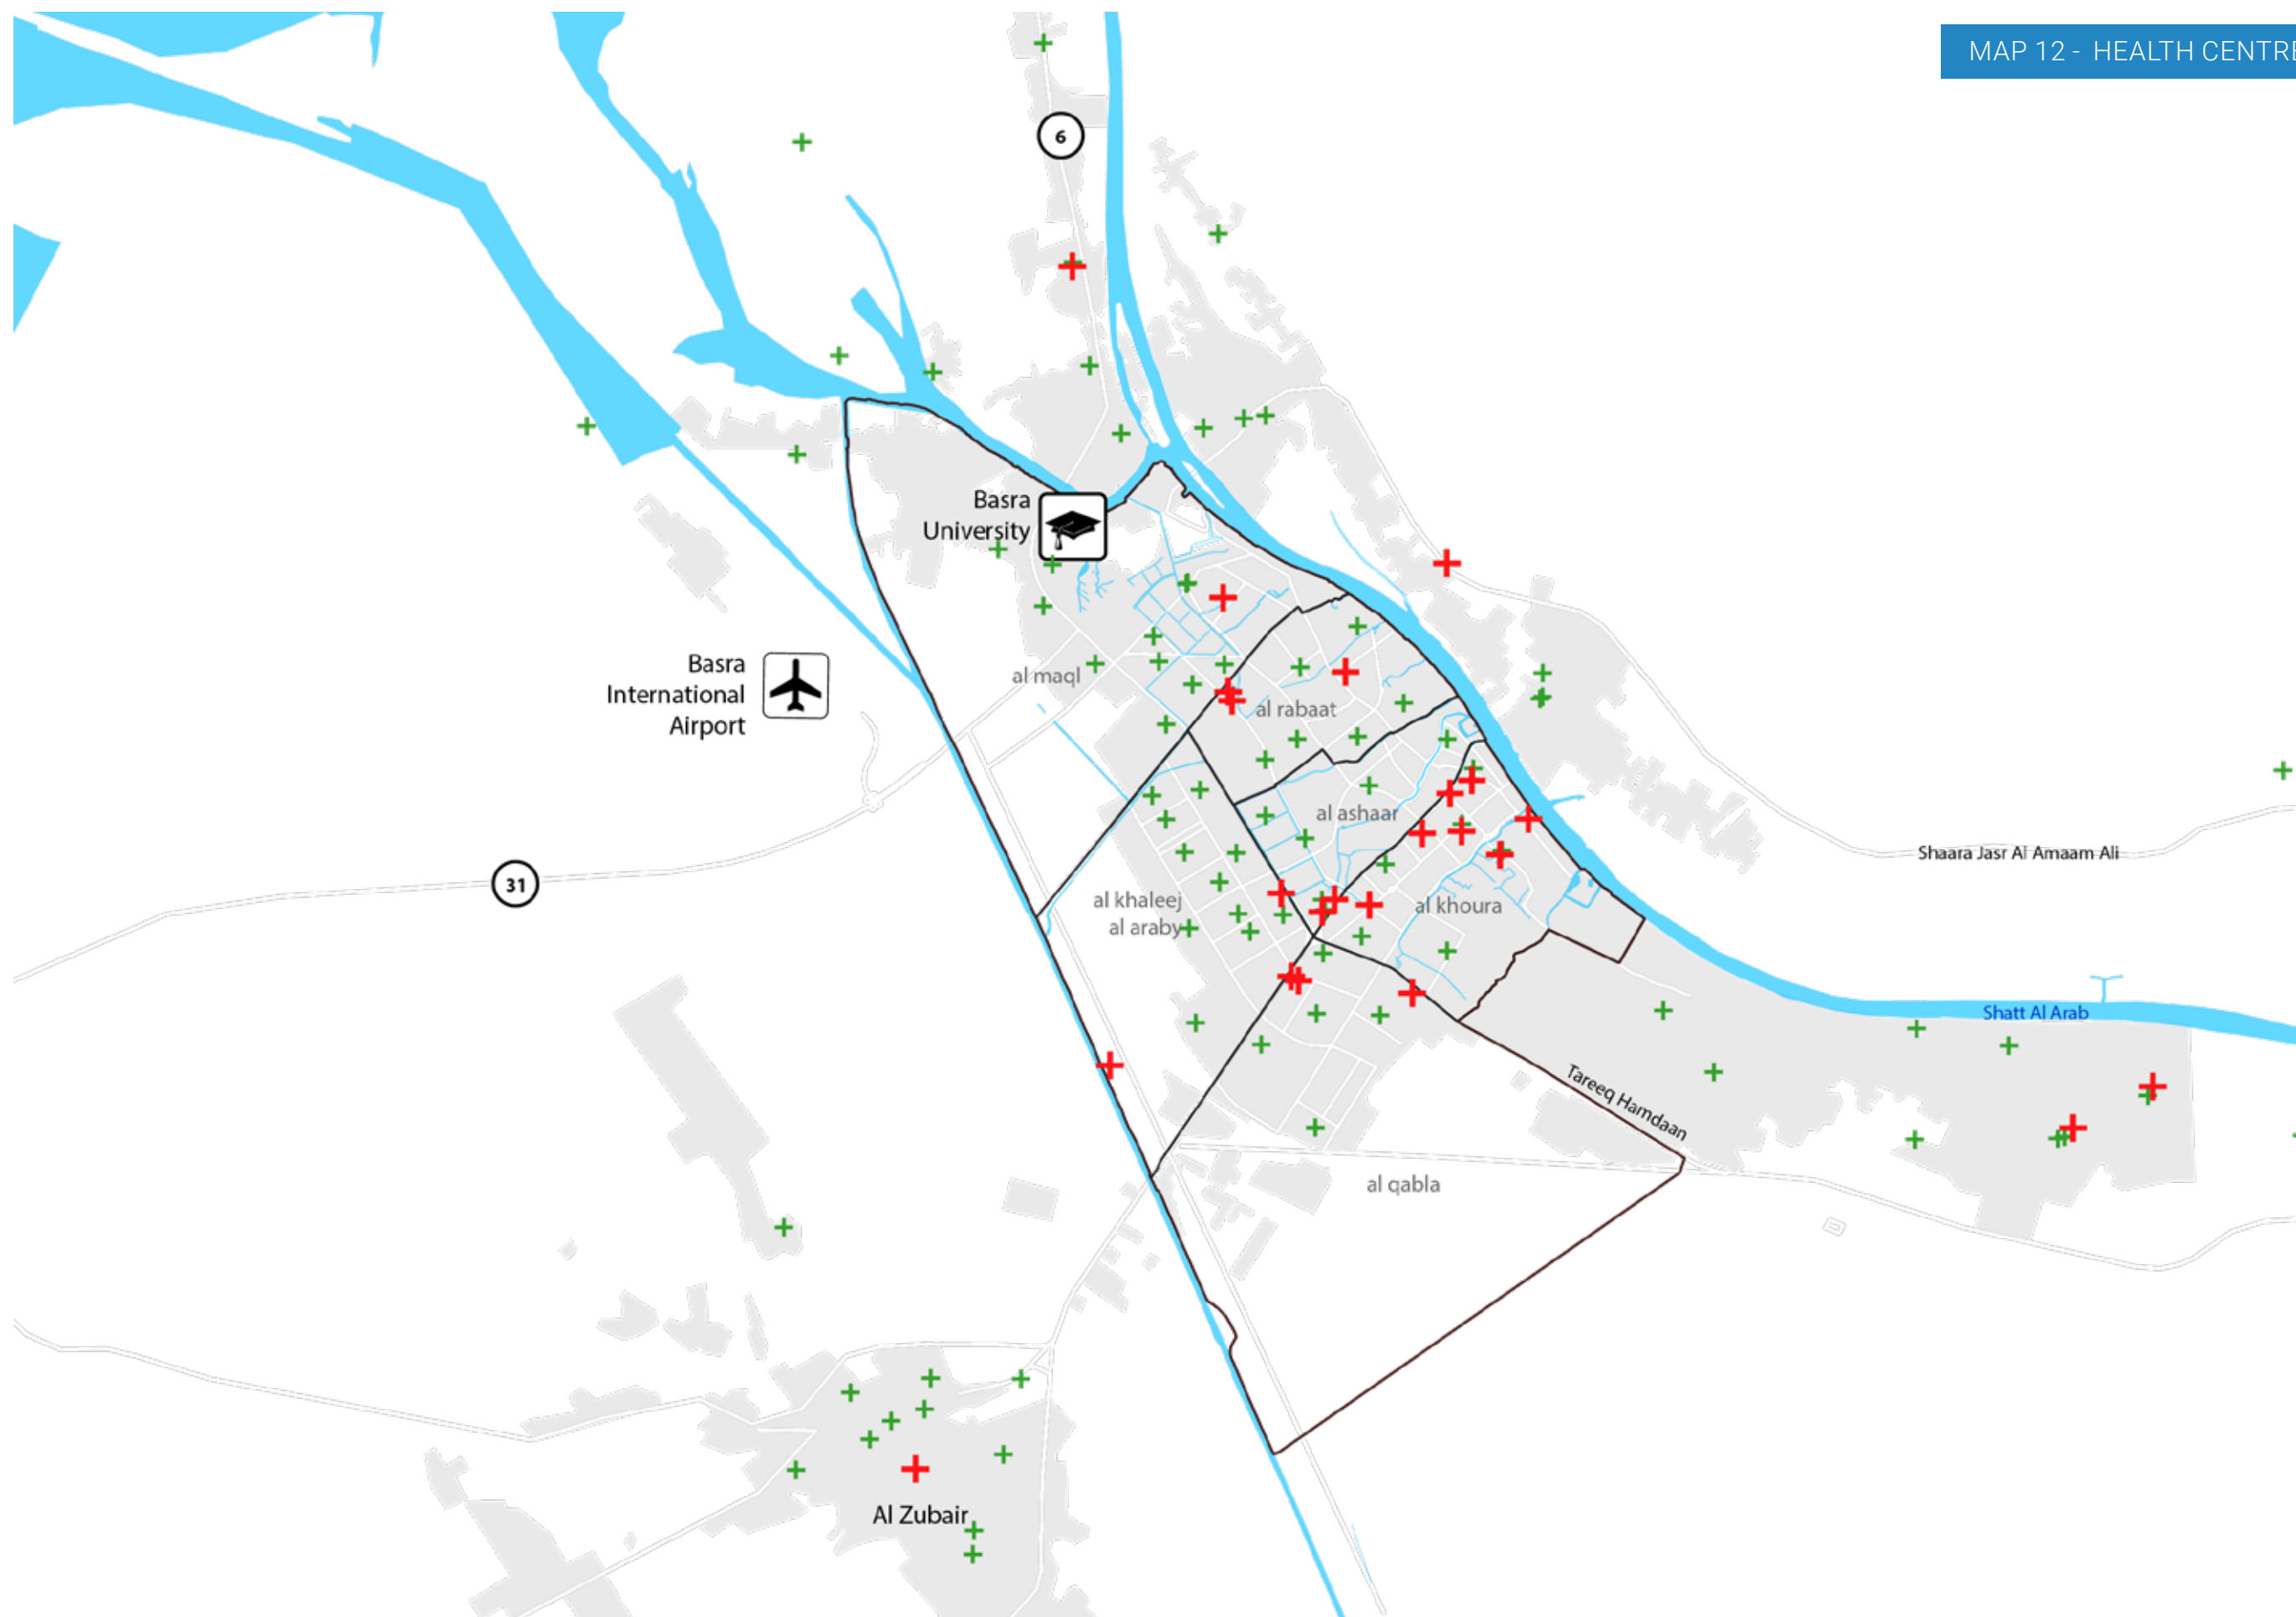 MAP 12 - HEALTH CENTRE
6
Basra
University
Basra
International
Airport
al maql
al rabaat
al ashaar
Shaara Jasr Al Amaam Ali
31
al khaleej
al araby
al khoura
Shatt Al Arab
Tareeq Hamdaan
al qabla
Al Zubair